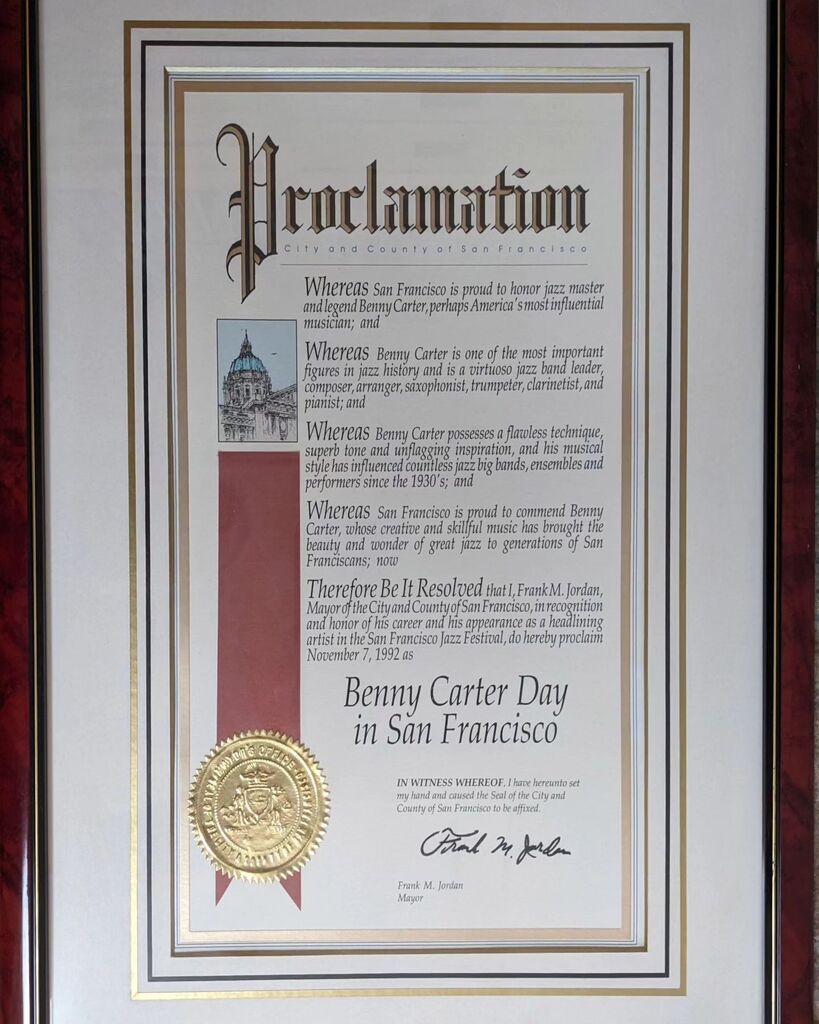 Proclamation
City and County of San Francisco
Whereas San Francisco is proud to honor jazz master
and legend Benny Carter, perhaps America's most influential
musician; and
Whereas Benny Carter is one of the most important
figures in jazz history and is a virtuoso jazz band leader,
composer, arranger, saxophonist, trumpeter, clarinetist, and
pianist; and
Whereas Benny Carter possesses a flawless technique,
superb tone and unflagging inspiration, and his musical
style has influenced countless jazz big bands, ensembles and
performers since the 1930's; and
Whereas San Francisco is proud to commend Benny
Carter, whose creative and skillful music has brought the
beauty and wonder of great jazz to generations of San
Franciscans; now
Therefore Be It Resolved that I, Frank M. Jordan,
Mayor of the City and County of San Francisco, in recognition
and honor of his career and his appearance as a headlining
artist in the San Francisco Jazz Festival, do hereby proclaim
November 7, 1992 as
Benny Carter Day
in San Francisco
IN WITNESS WHEREOF, I have hereunto set
my hand and caused the Seal of the City and
County of San Francisco to be affixed.
Frank M. Jordan
Frank M. Jordan
Mayor